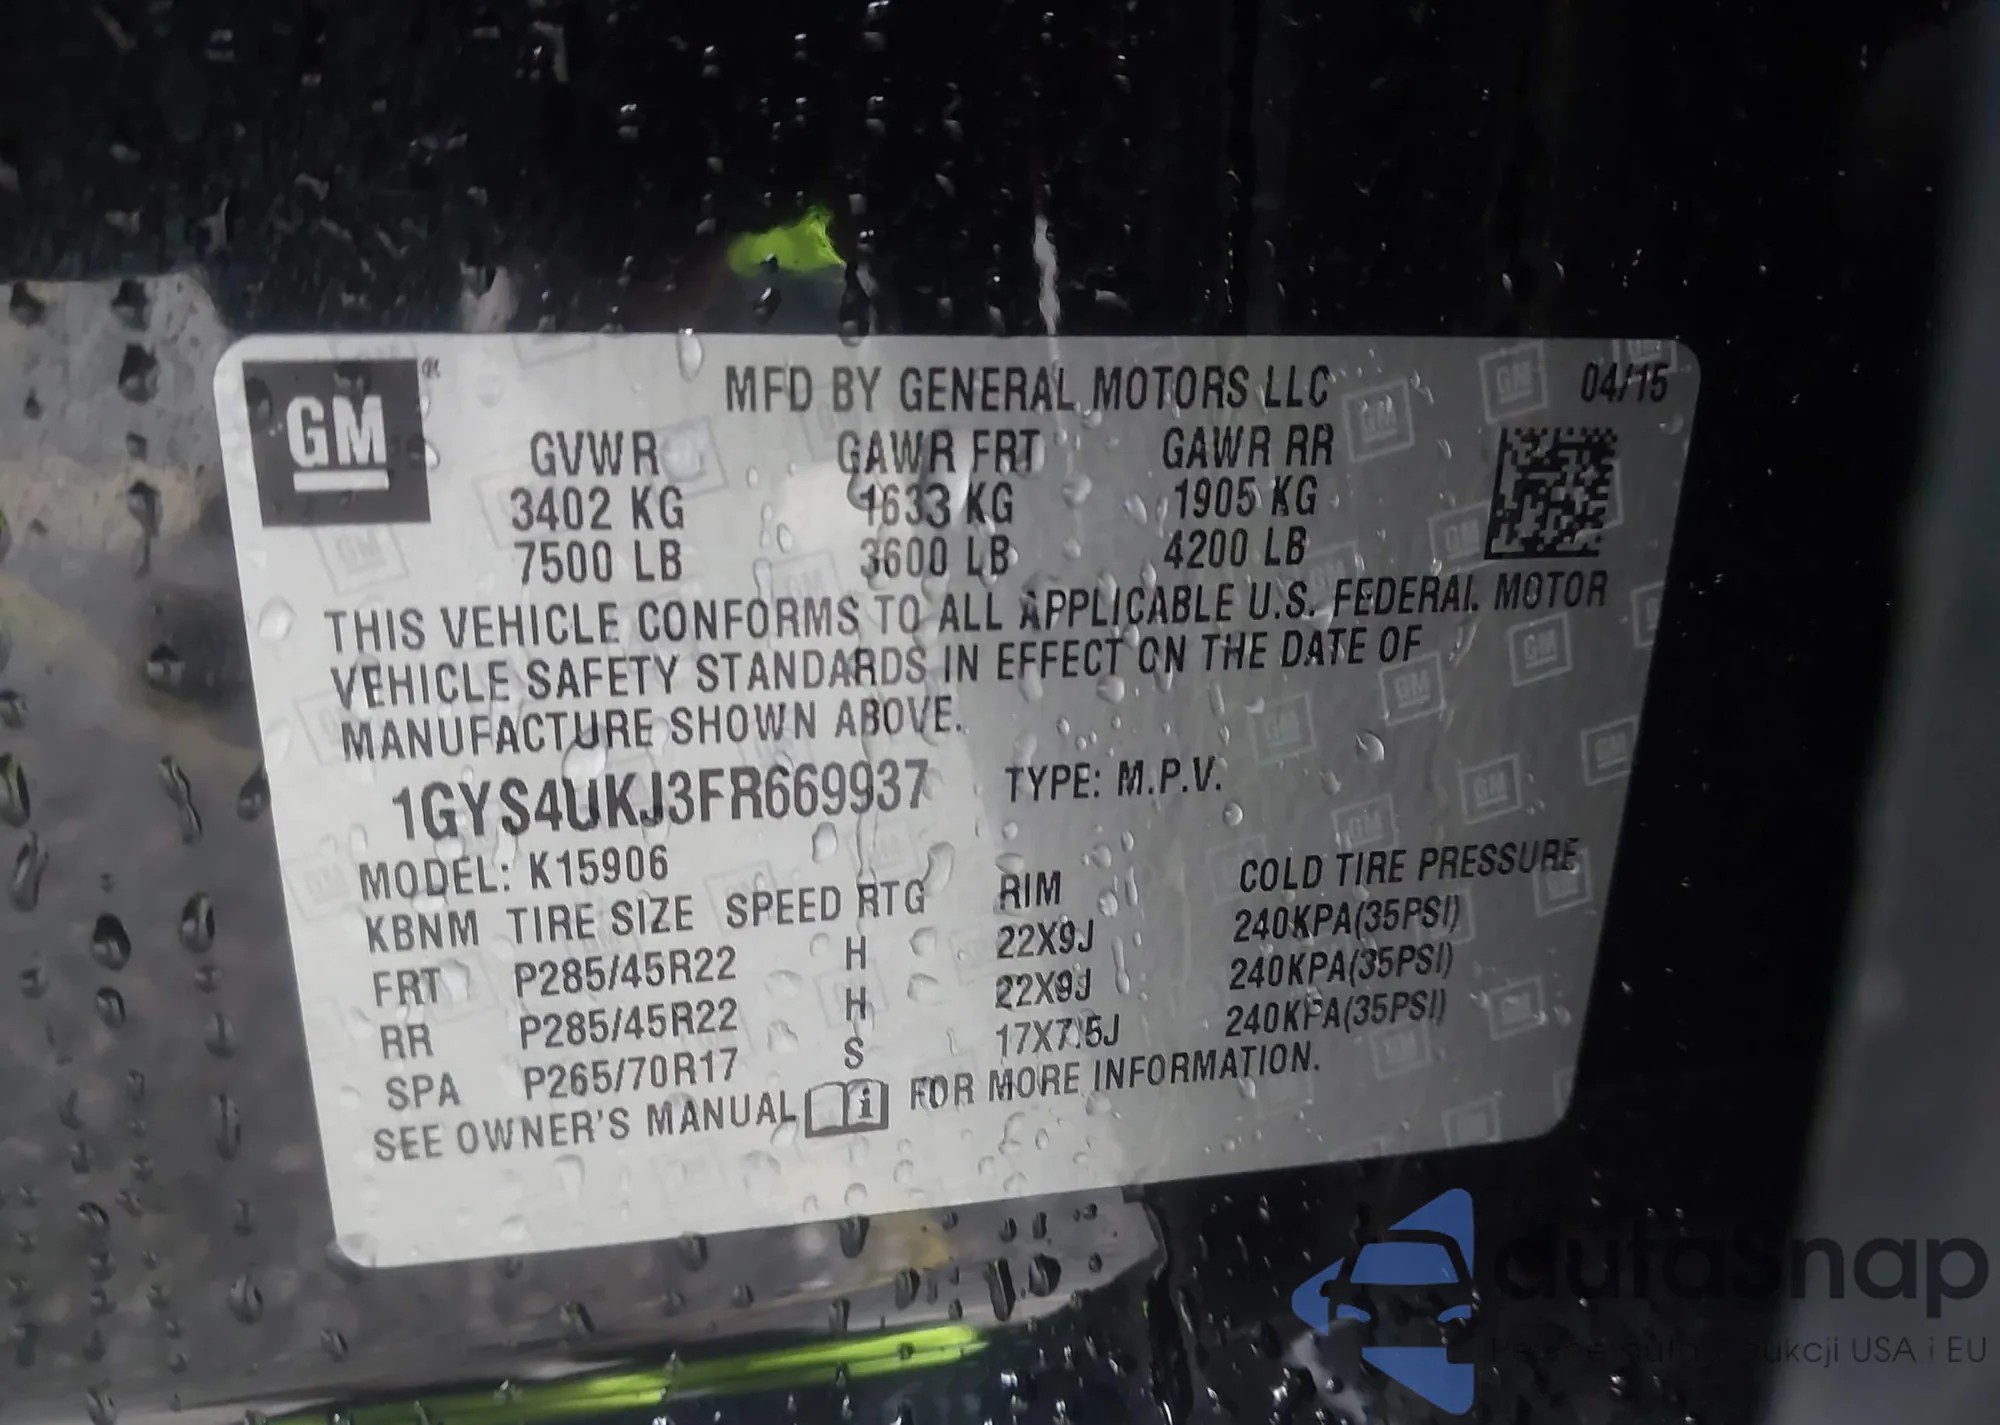 GM
MFD BY GENERAL MOTORS LLC 04/15
GVWR GAWR FRT GAWR RR
3402 KG 1633 KG 1905 KG
7500 LB 3600 LB 4200 LB
THIS VEHICLE CONFORMS TO ALL APPLICABLE U.S. FEDERAL MOTOR
VEHICLE SAFETY STANDARDS IN EFFECT ON THE DATE OF
MANUFACTURE SHOWN ABOVE.
1GYS4UKJ3FR669937 TYPE: M.P.V.
MODEL: K15906
KBNM TIRE SIZE SPEED RTG RIM COLD TIRE PRESSURE
FRT P285/45R22 H 22X9J 240KPA(35PSI)
RR P285/45R22 H 22X9J 240KPA(35PSI)
SPA P265/70R17 S 17X7.5J 240KPA(35PSI)
SEE OWNER'S MANUAL i FOR MORE INFORMATION.
autaSnap
USA i EU